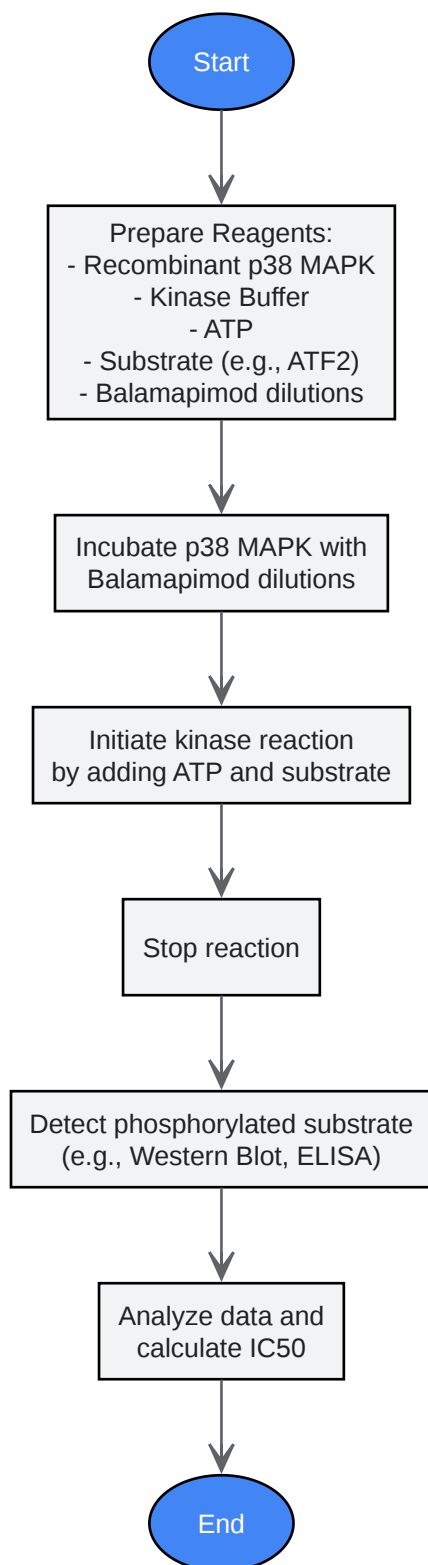 Start
Prepare Reagents:
- Recombinant p38 MAPK
- Kinase Buffer
- ATP
- Substrate (e.g., ATF2)
- Balamapimod dilutions
Incubate p38 MAPK with
Balamapimod dilutions
Initiate kinase reaction
by adding ATP and substrate
Stop reaction
Detect phosphorylated substrate
(e.g., Western Blot, ELISA)
Analyze data and
calculate IC50
End